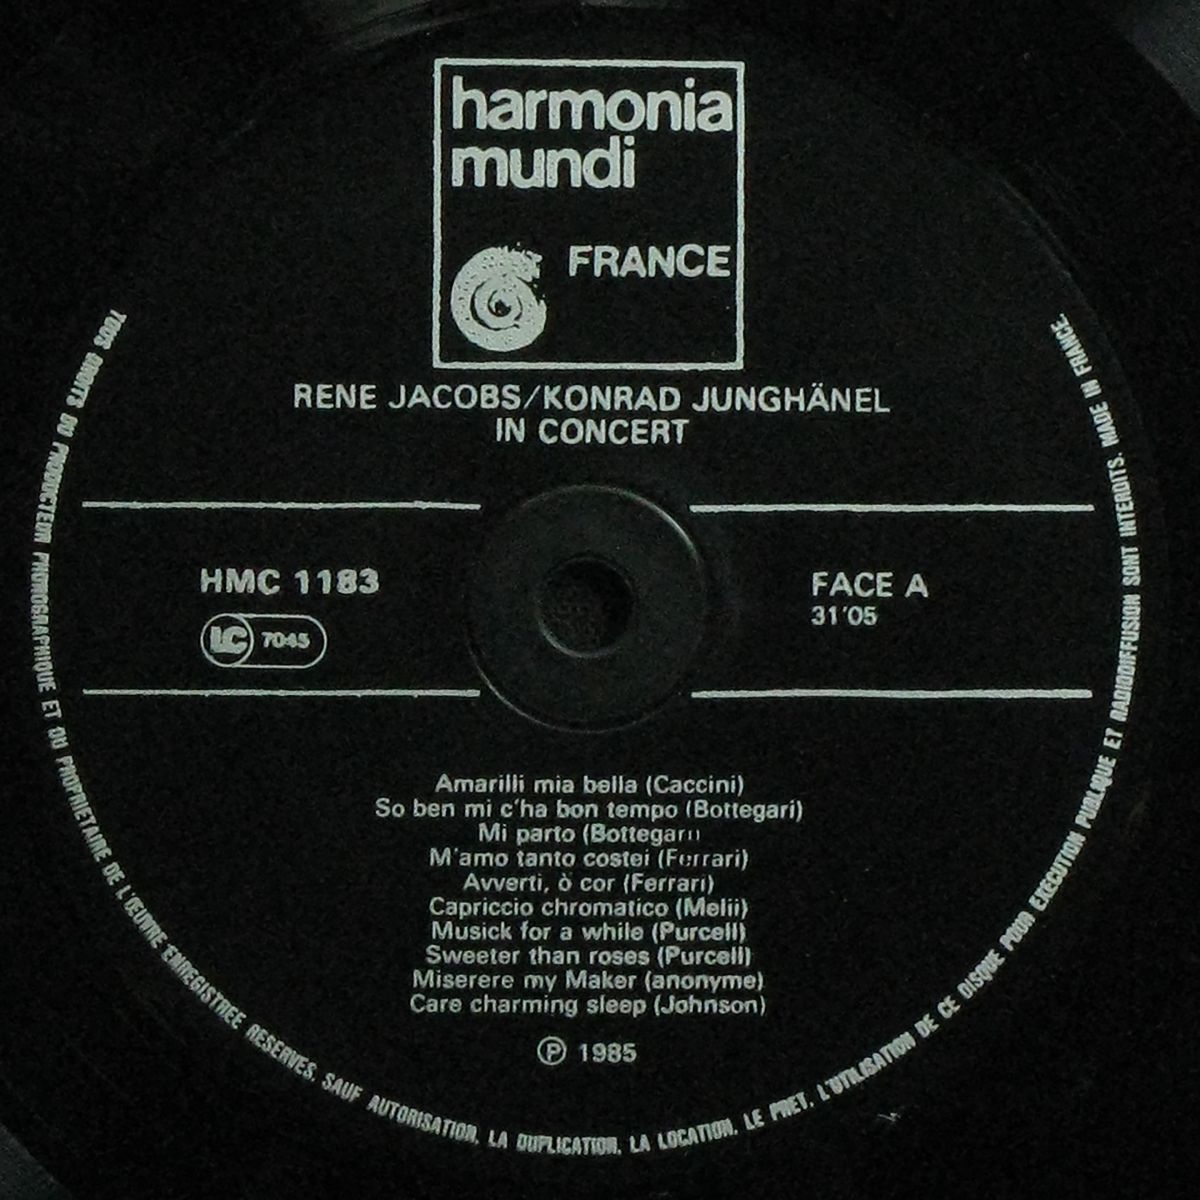 harmonia
mundi
FRANCE
RENE JACOBS/KONRAD JUNGHÄNEL
IN CONCERT
HMC 1183
LC 7045
FACE A
31'05
Amarilli mia bella (Caccini)
So ben mi c'ha bon tempo (Bottegari)
Mi parto (Bottegari)
M'amo tanto costei (Ferrari)
Avverti, ò cor (Ferrari)
Capriccio chromatico (Melii)
Musick for a while (Purcell)
Sweeter than roses (Purcell)
Miserere my Maker (anonyme)
Care charming sleep (Johnson)
℗ 1985
TOUS DROITS DU PRODUCTEUR PHONOGRAPHIQUE ET DU PROPRIETAIRE DE L'ŒUVRE ENREGISTREE RESERVES. SAUF AUTORISATION, LA DUPLICATION, LA LOCATION, LE PRET, L'UTILISATION DE CE DISQUE POUR EXECUTION PUBLIQUE ET RADIODIFFUSION SONT INTERDITS. MADE IN FRANCE.